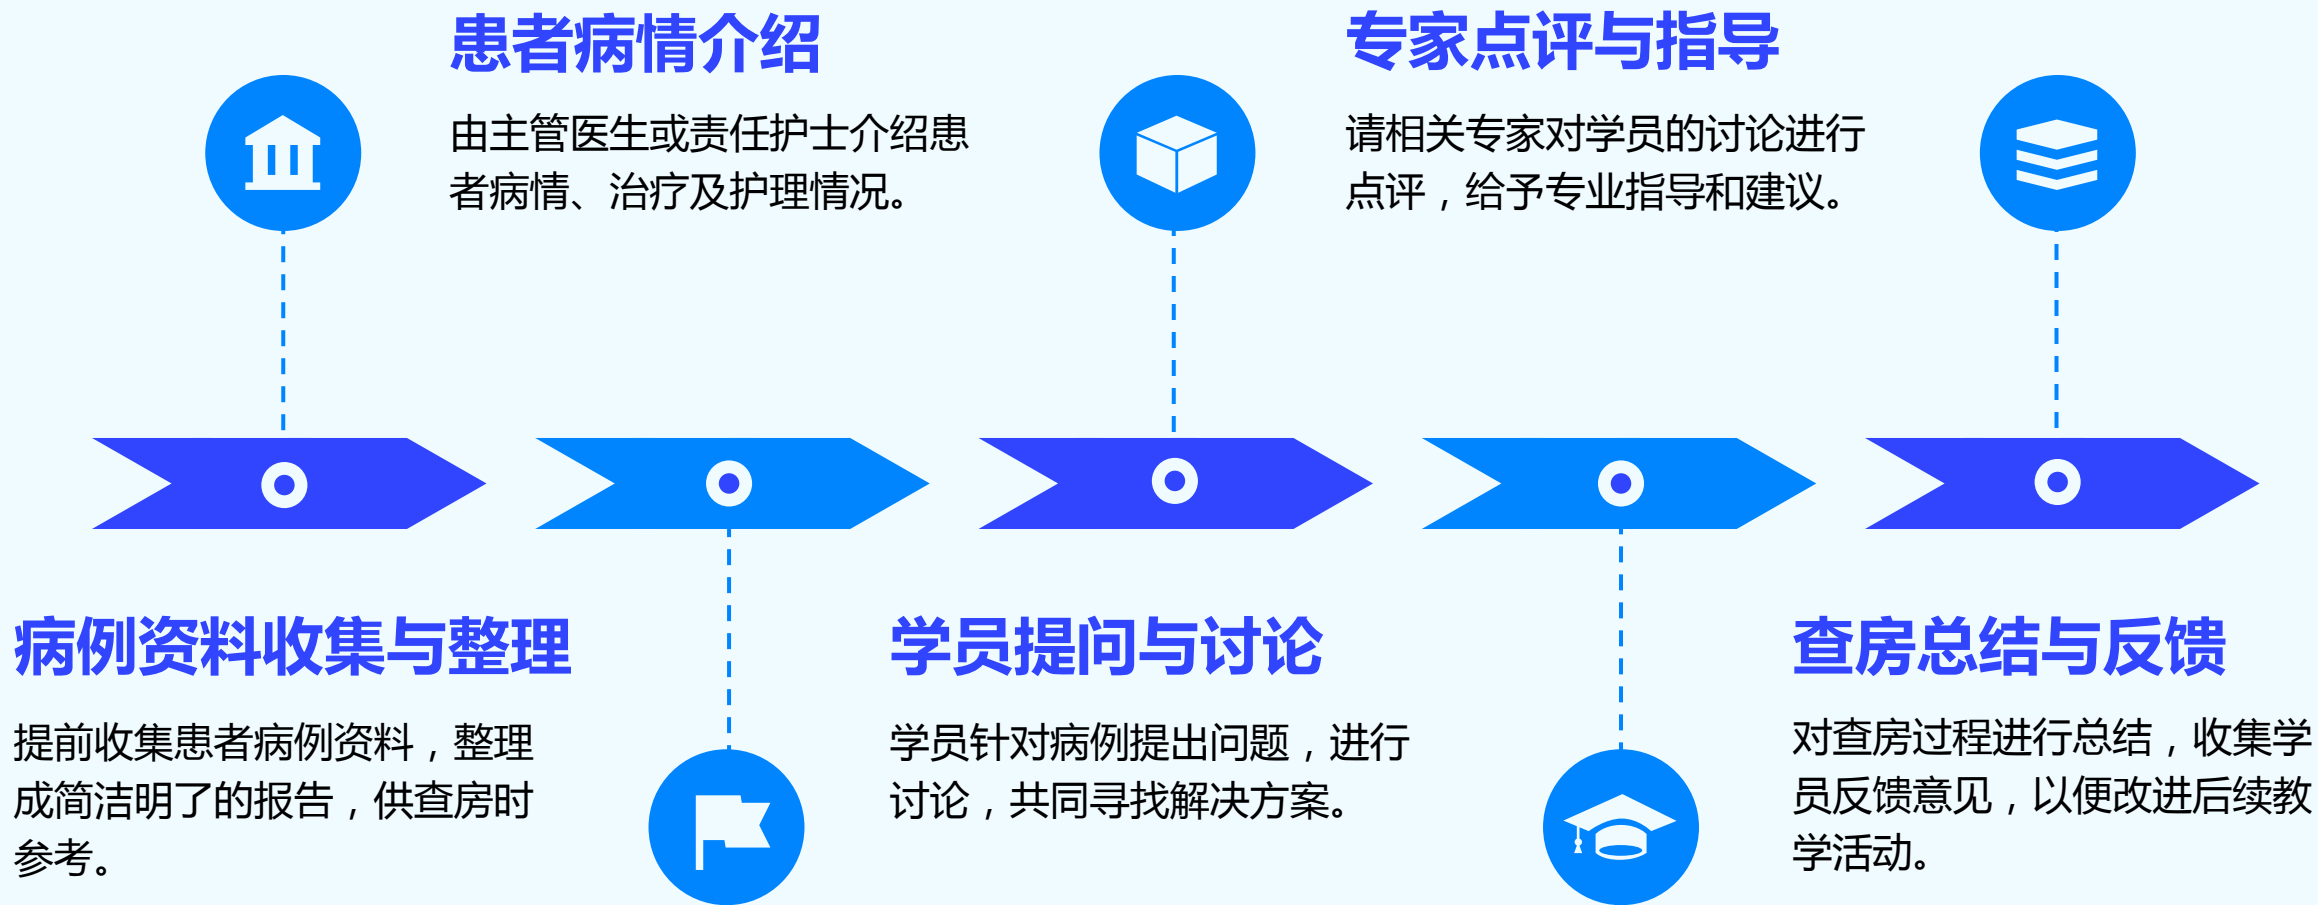 患者病情介绍
由主管医生或责任护士介绍患
者病情、治疗及护理情况。
专家点评与指导
请相关专家对学员的讨论进行
点评，给予专业指导和建议。
病例资料收集与整理
提前收集患者病例资料，整理
成简洁明了的报告，供查房时
参考。
学员提问与讨论
学员针对病例提出问题，进行
讨论，共同寻找解决方案。
查房总结与反馈
对查房过程进行总结，收集学
员反馈意见，以便改进后续教
学活动。